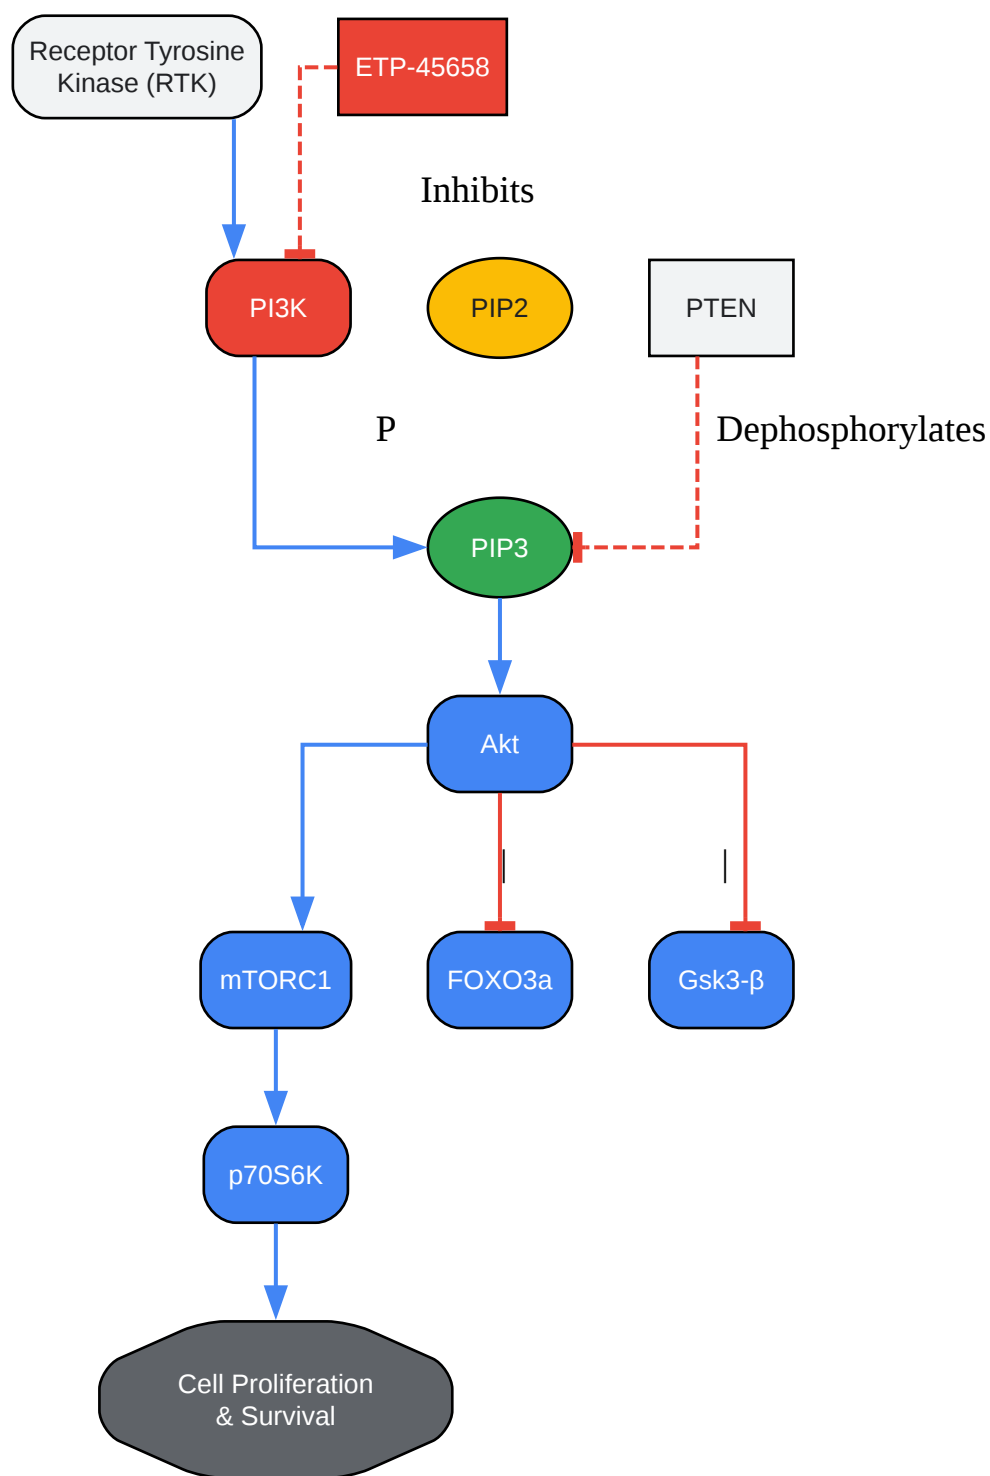 Receptor Tyrosine
Kinase (RTK)
ETP-45658
Inhibits
PI3K
PIP2
PTEN
P
Dephosphorylates
PIP3
Akt
|
|
mTORC1
FOXO3a
Gsk3-β
p70S6K
Cell Proliferation
& Survival